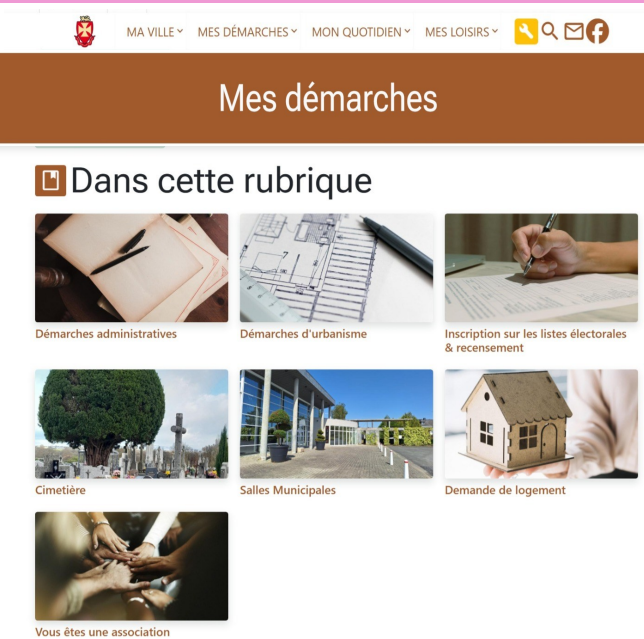 MA VILLE MES DÉMARCHES MON QUOTIDIEN MES LOISIRS
Mes démarches
Dans cette rubrique
Démarches administratives
Démarches d'urbanisme
Inscription sur les listes électorales
& recensement
Cimetière
Salles Municipales
Demande de logement
Vous êtes une association